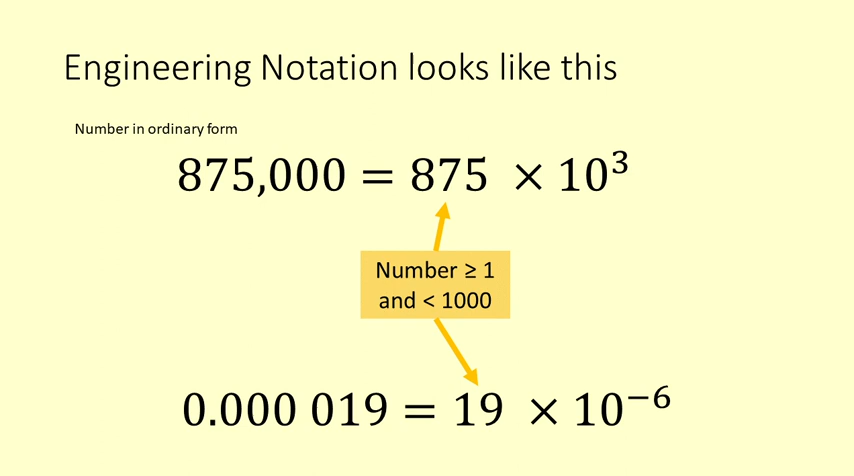 Engineering Notation looks like this
Number in ordinary form
875,000 = 875 × 10³
Number ≥ 1
and < 1000
0.000 019 = 19 × 10⁻⁶